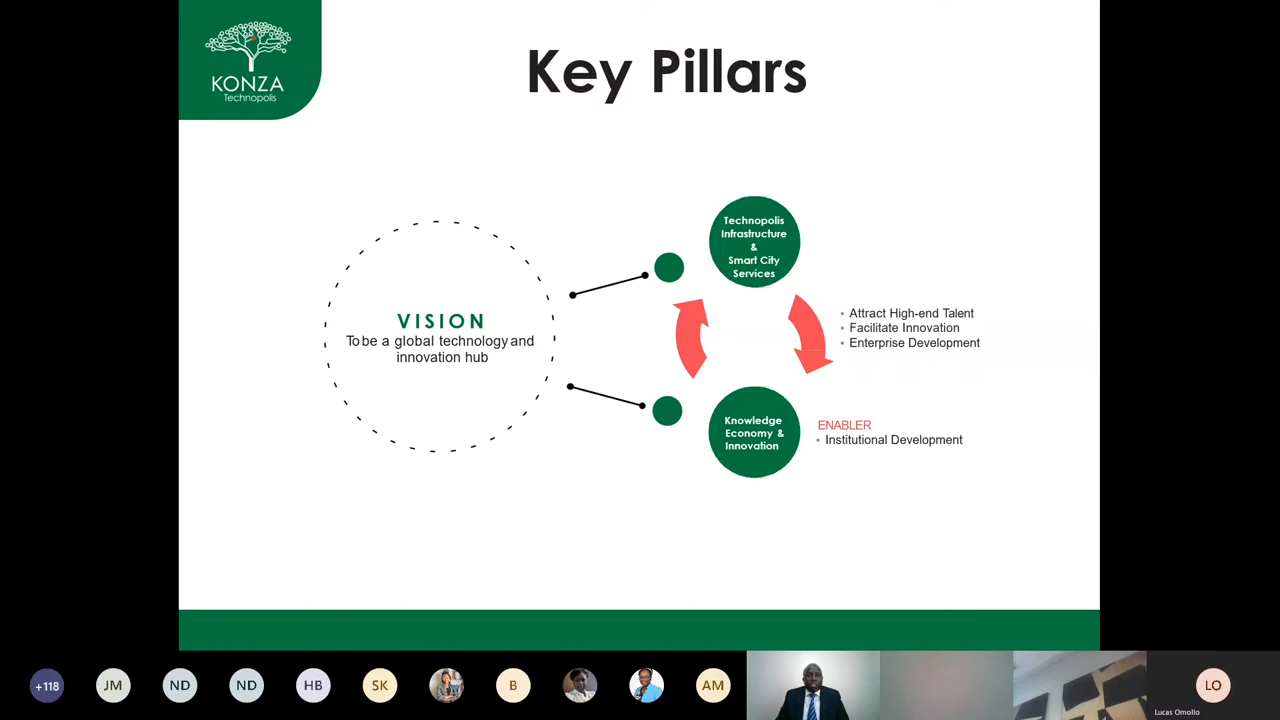 KONZA
Technopolis
Key Pillars
VISION
To be a global technology and
innovation hub
Technopolis
Infrastructure
&
Smart City
Services
• Attract High-end Talent
• Facilitate Innovation
• Enterprise Development
Knowledge
Economy &
Innovation
ENABLER
• Institutional Development
+118
JM
ND
ND
HB
SK
B
AM
LO
Lucas Omollo